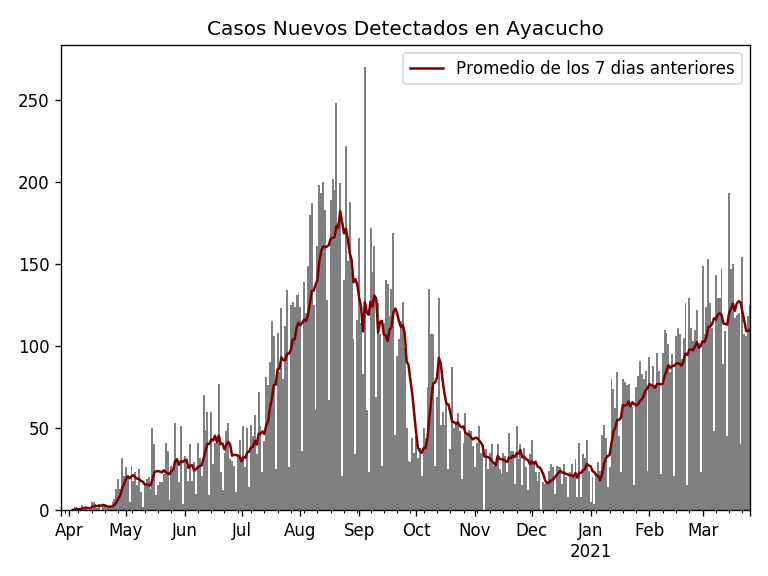 Casos Nuevos Detectados en Ayacucho
Promedio de los 7 dias anteriores
250
200
150
100
50
0
Apr May Jun Jul Aug Sep Oct Nov Dec Jan Feb Mar
2021